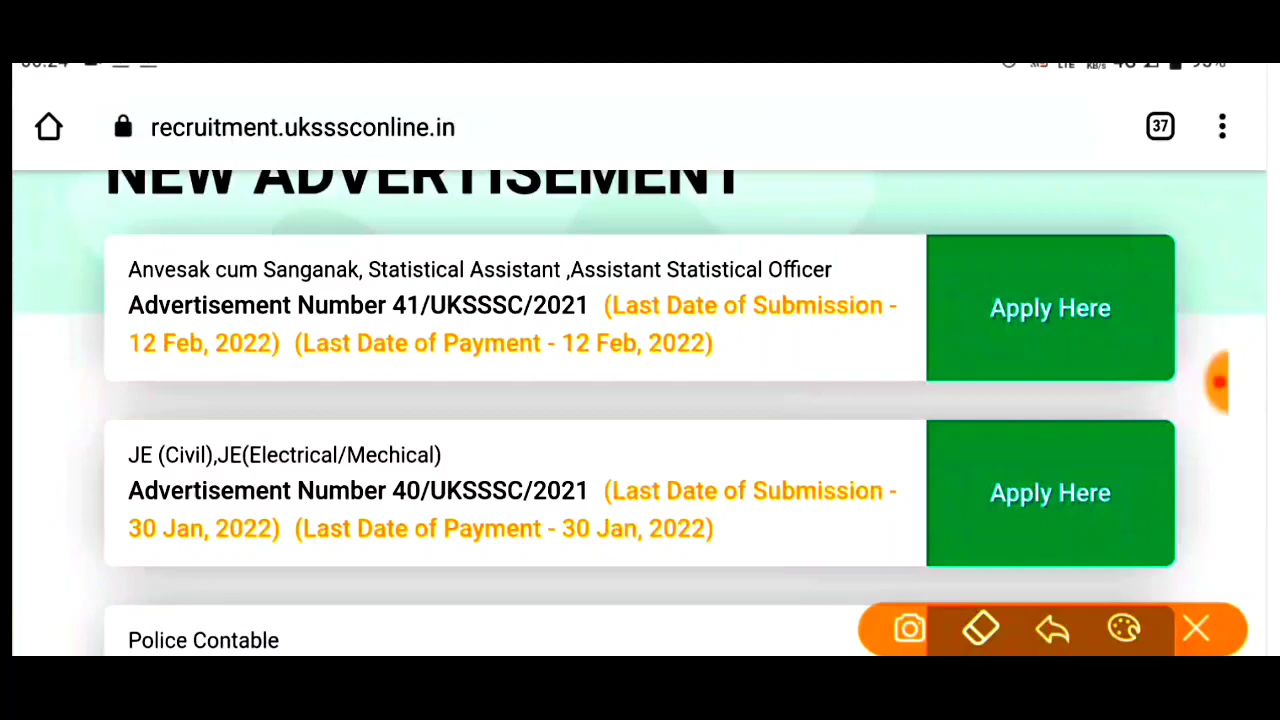 recruitment.uksssconline.in
37
NEW ADVERTISEMENT
Anvesak cum Sanganak, Statistical Assistant ,Assistant Statistical Officer
Advertisement Number 41/UKSSSC/2021 (Last Date of Submission -
12 Feb, 2022) (Last Date of Payment - 12 Feb, 2022)
Apply Here
JE (Civil),JE(Electrical/Mechical)
Advertisement Number 40/UKSSSC/2021 (Last Date of Submission -
30 Jan, 2022) (Last Date of Payment - 30 Jan, 2022)
Apply Here
Police Contable